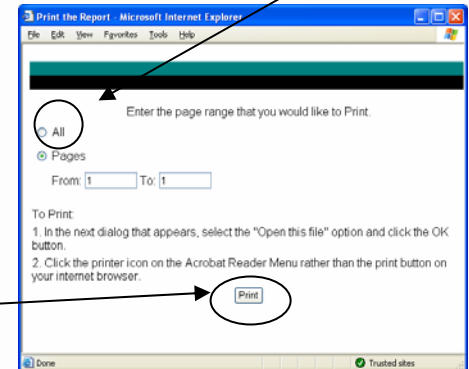 Print the Report - Microsoft Internet Explorer
File Edit View Favorites Tools Help
Enter the page range that you would like to Print.
All
Pages
From: 1 To: 1
To Print:
1. In the next dialog that appears, select the "Open this file" option and click the OK
button.
2. Click the printer icon on the Acrobat Reader Menu rather than the print button on
your internet browser.
Print
Done Trusted sites